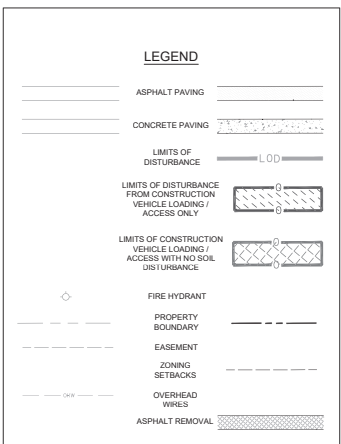 LEGEND
ASPHALT PAVING
CONCRETE PAVING
LIMITS OF
DISTURBANCE
LOD
LIMITS OF DISTURBANCE
FROM CONSTRUCTION
VEHICLE LOADING /
ACCESS ONLY
LIMITS OF CONSTRUCTION
VEHICLE LOADING /
ACCESS WITH NO SOIL
DISTURBANCE
FIRE HYDRANT
PROPERTY
BOUNDARY
EASEMENT
ZONING
SETBACKS
OHW
OVERHEAD
WIRES
ASPHALT REMOVAL